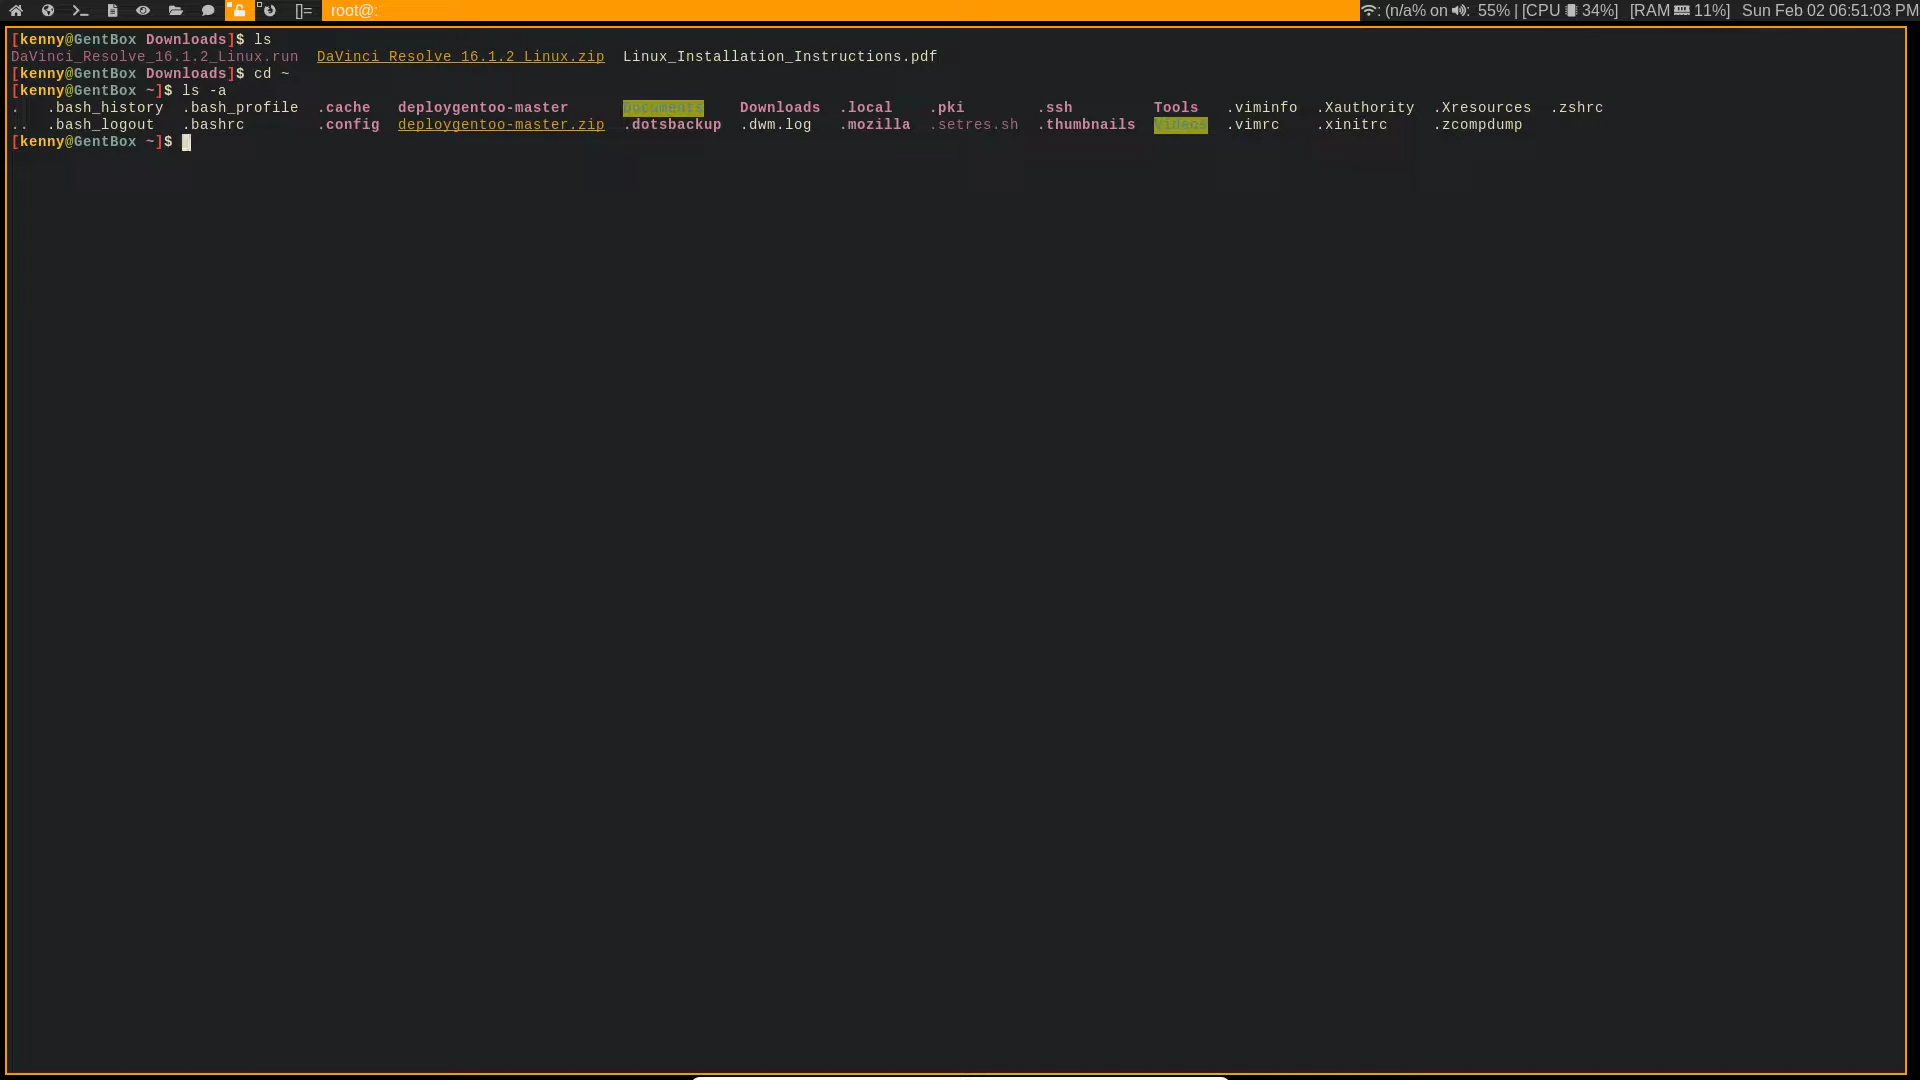 []= root@: : (n/a% on : 55% | [CPU 34%] [RAM 11%] Sun Feb 02 06:51:03 PM
[kenny@GentBox Downloads]$ ls
DaVinci_Resolve_16.1.2_Linux.run DaVinci_Resolve_16.1.2_Linux.zip Linux_Installation_Instructions.pdf
[kenny@GentBox Downloads]$ cd ~
[kenny@GentBox ~]$ ls -a
. .bash_history .bash_profile .cache deploygentoo-master Documents Downloads .local .pki .ssh Tools .viminfo .Xauthority .Xresources .zshrc
.. .bash_logout .bashrc .config deploygentoo-master.zip .dotsbackup .dwm.log .mozilla .setres.sh .thumbnails Videos .vimrc .xinitrc .zcompdump
[kenny@GentBox ~]$